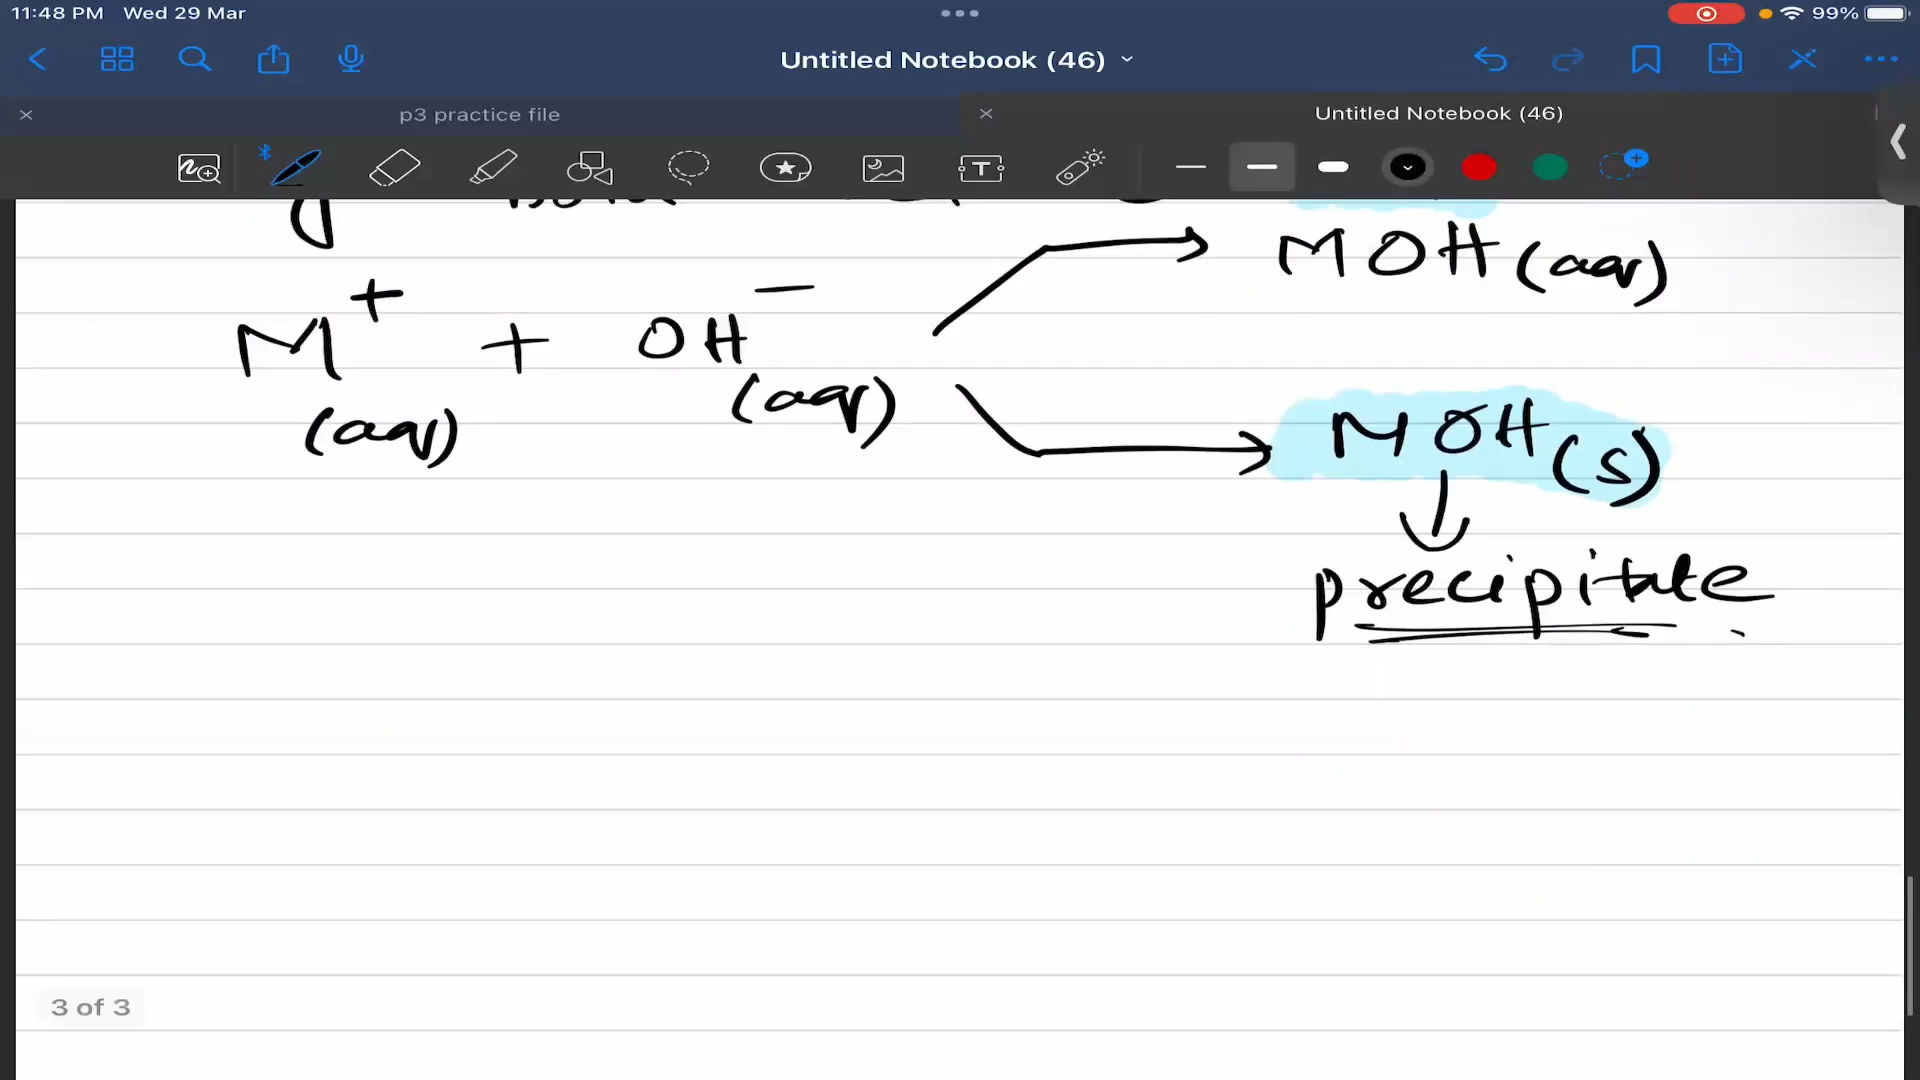 11:48 PM Wed 29 Mar
99%
Untitled Notebook (46)
p3 practice file
Untitled Notebook (46)
MOH (aq)
M⁺ + OH⁻
(aq) (aq)
MOH (s)
↓
precipitate
3 of 3